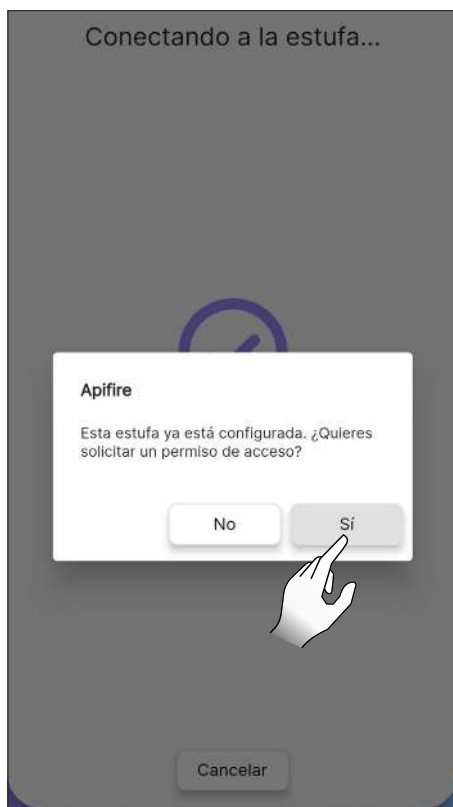 Conectando a la estufa...
Apifire
Esta estufa ya está configurada. ¿Quieres
solicitar un permiso de acceso?
No
Sí
Cancelar